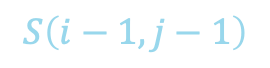 S(i − 1, j − 1)